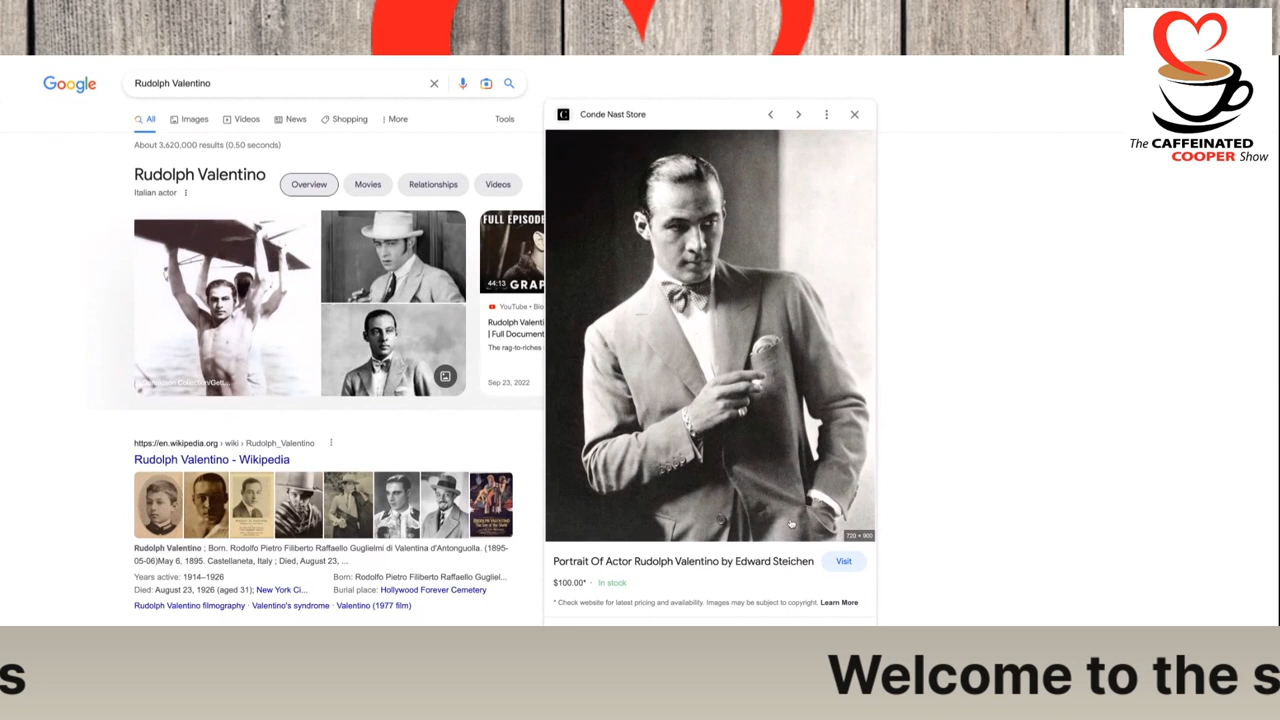 The CAFFEINATED
COOPER Show
Google
Rudolph Valentino
All
Images
Videos
News
Shopping
More
Tools
About 3,620,000 results (0.50 seconds)
Rudolph Valentino
Italian actor
Overview
Movies
Relationships
Videos
FULL EPISODE
44:13
GRAP
YouTube • Bio
Rudolph Valenti
| Full Document
The rag-to-riches
Sep 23, 2022
https://en.wikipedia.org › wiki › Rudolph_Valentino
Rudolph Valentino - Wikipedia
Rudolph Valentino ; Born. Rodolfo Pietro Filiberto Raffaello Guglielmi di Valentina d'Antonguolla. (1895-
05-06)May 6, 1895. Castellaneta, Italy ; Died, August 23, ...
Years active: 1914–1926
Born: Rodolfo Pietro Filiberto Raffaello Gugliel...
Died: August 23, 1926 (aged 31); New York Ci...
Burial place: Hollywood Forever Cemetery
Rudolph Valentino filmography · Valentino's syndrome · Valentino (1977 film)
Conde Nast Store
720 × 900
Portrait Of Actor Rudolph Valentino by Edward Steichen
Visit
$100.00* · In stock
* Check website for latest pricing and availability. Images may be subject to copyright. Learn More
s
Welcome to the s